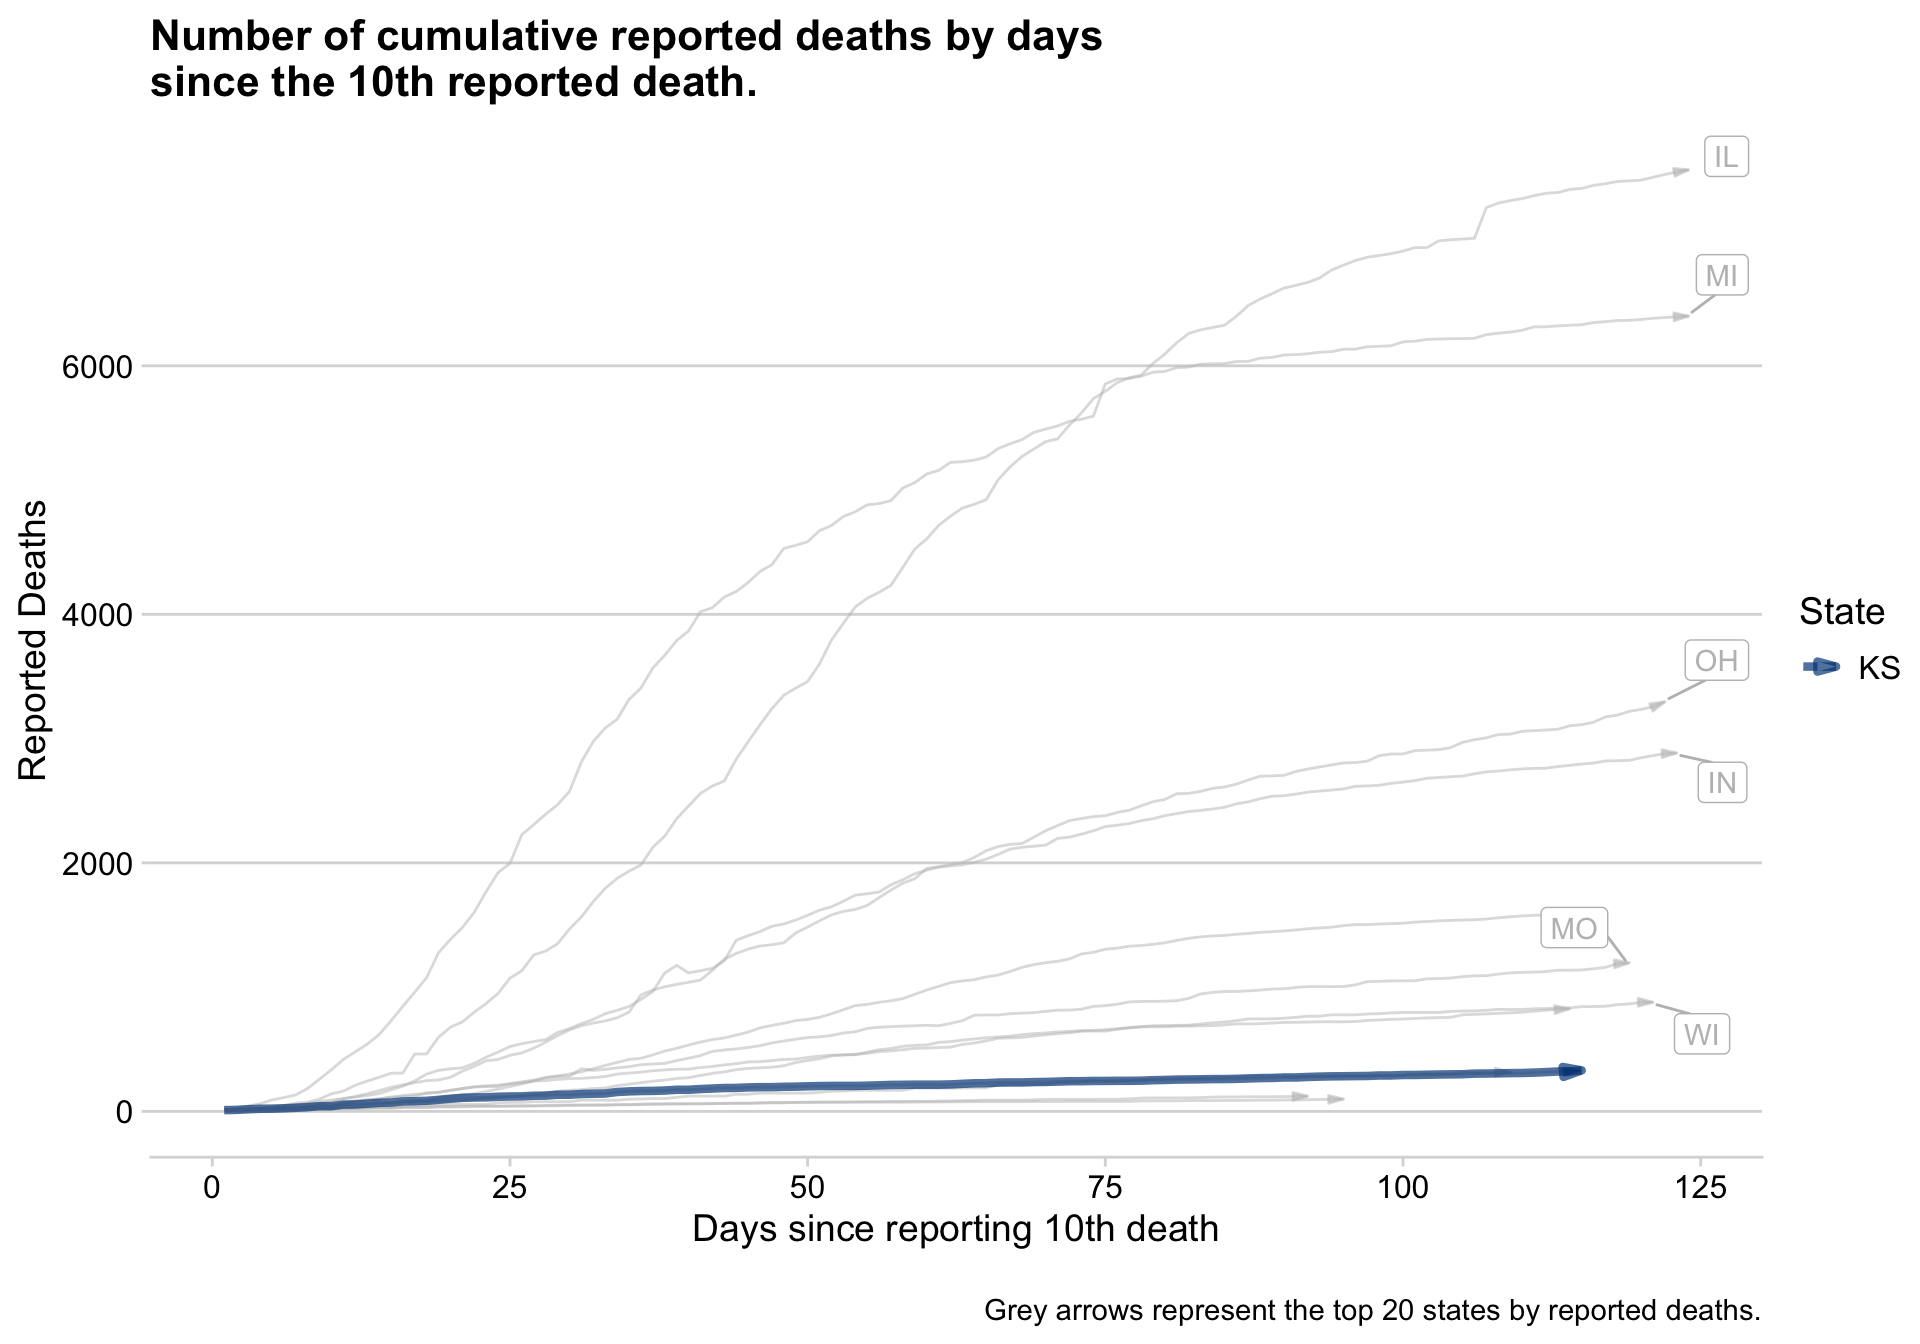 Number of cumulative reported deaths by days
since the 10th reported death.
IL
MI
6000
Reported Deaths
4000
State
OH
KS
IN
2000
MO
WI
0
0 25 50 75 100 125
Days since reporting 10th death
Grey arrows represent the top 20 states by reported deaths.